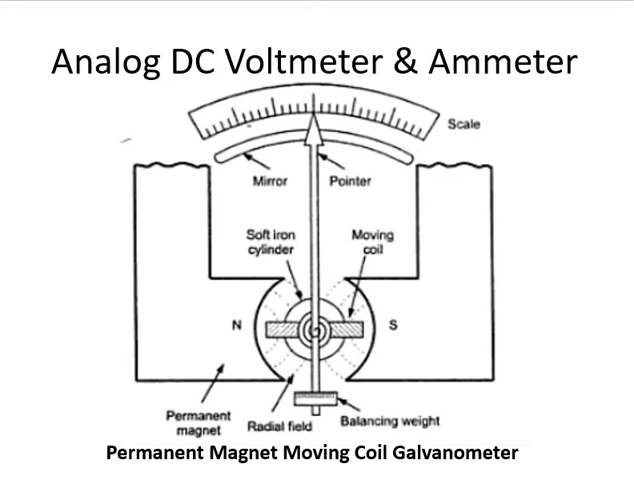 Analog DC Voltmeter & Ammeter
Scale
Mirror
Pointer
Soft iron
cylinder
Moving
coil
N
S
Permanent
magnet
Radial field
Balancing weight
Permanent Magnet Moving Coil Galvanometer